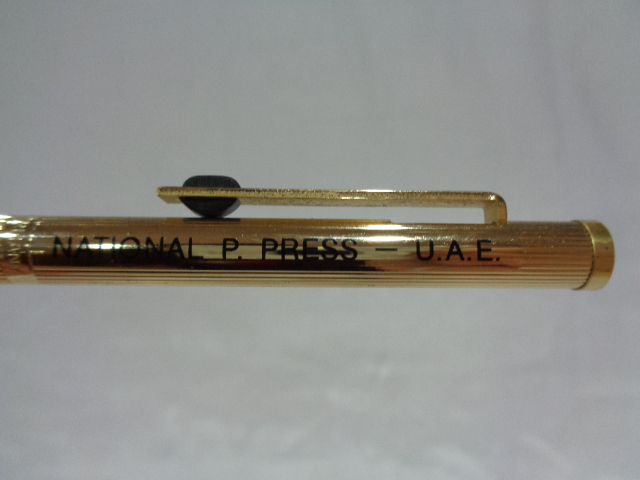 NATIONAL P. PRESS – U.A.E.